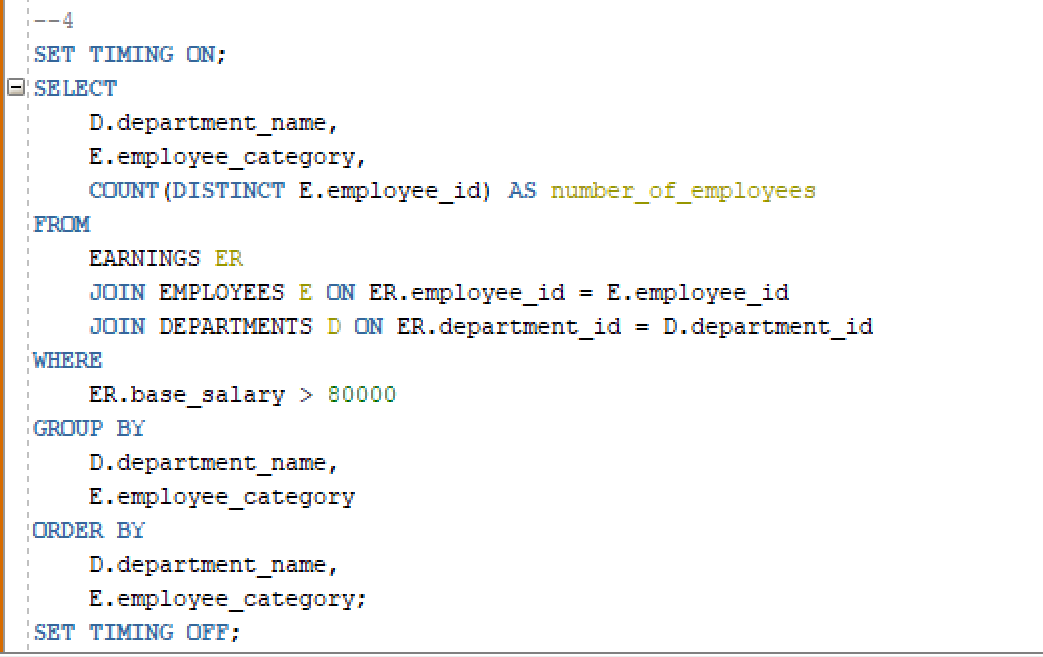 --4
SET TIMING ON;
SELECT
    D.department_name,
    E.employee_category,
    COUNT(DISTINCT E.employee_id) AS number_of_employees
FROM
    EARNINGS ER
    JOIN EMPLOYEES E ON ER.employee_id = E.employee_id
    JOIN DEPARTMENTS D ON ER.department_id = D.department_id
WHERE
    ER.base_salary > 80000
GROUP BY
    D.department_name,
    E.employee_category
ORDER BY
    D.department_name,
    E.employee_category;
SET TIMING OFF;